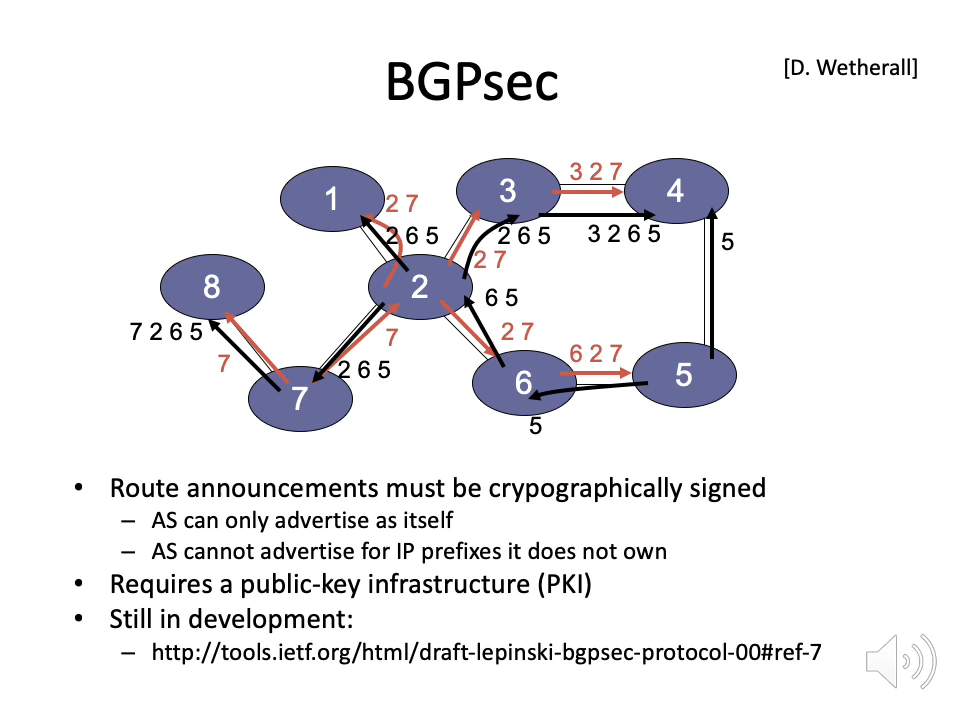 BGPsec
[D. Wetherall]
3 2 7
1
3
4
2 7
2 6 5
2 6 5
3 2 6 5
5
2 7
8
2
6 5
7 2 6 5
7
2 7
7
2 6 5
6 2 7
6
5
7
5
• Route announcements must be crypographically signed
– AS can only advertise as itself
– AS cannot advertise for IP prefixes it does not own
• Requires a public-key infrastructure (PKI)
• Still in development:
– http://tools.ietf.org/html/draft-lepinski-bgpsec-protocol-00#ref-7